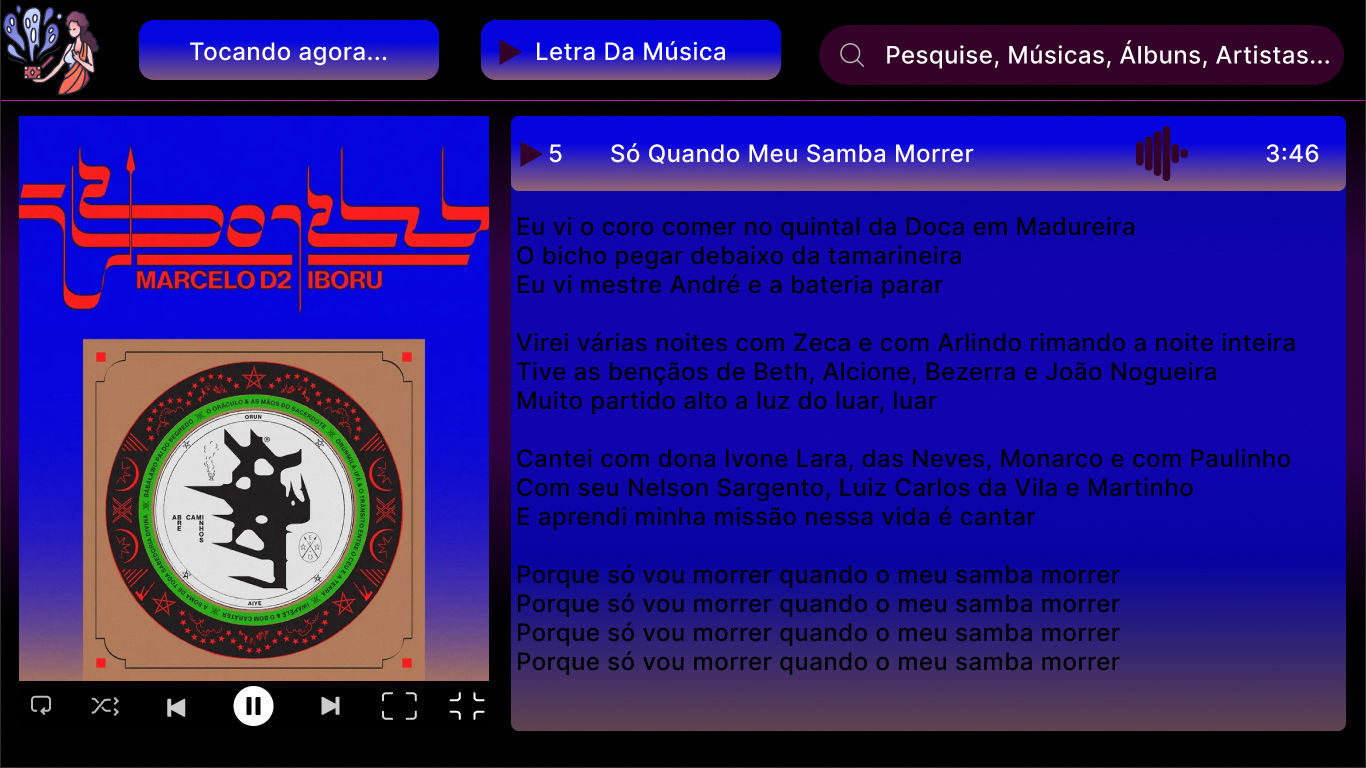 Tocando agora...
Letra Da Música
Pesquise, Músicas, Álbuns, Artistas...
MARCELO D2 IBORU
O ORÁCULO & AS MÃOS DO SACERDOTE
ORUN
ABRE CAMINHOS
AIYE
5 Só Quando Meu Samba Morrer 3:46
Eu vi o coro comer no quintal da Doca em Madureira
O bicho pegar debaixo da tamarineira
Eu vi mestre André e a bateria parar
Virei várias noites com Zeca e com Arlindo rimando a noite inteira
Tive as bençãos de Beth, Alcione, Bezerra e João Nogueira
Muito partido alto a luz do luar, luar
Cantei com dona Ivone Lara, das Neves, Monarco e com Paulinho
Com seu Nelson Sargento, Luiz Carlos da Vila e Martinho
E aprendi minha missão nessa vida é cantar
Porque só vou morrer quando o meu samba morrer
Porque só vou morrer quando o meu samba morrer
Porque só vou morrer quando o meu samba morrer
Porque só vou morrer quando o meu samba morrer